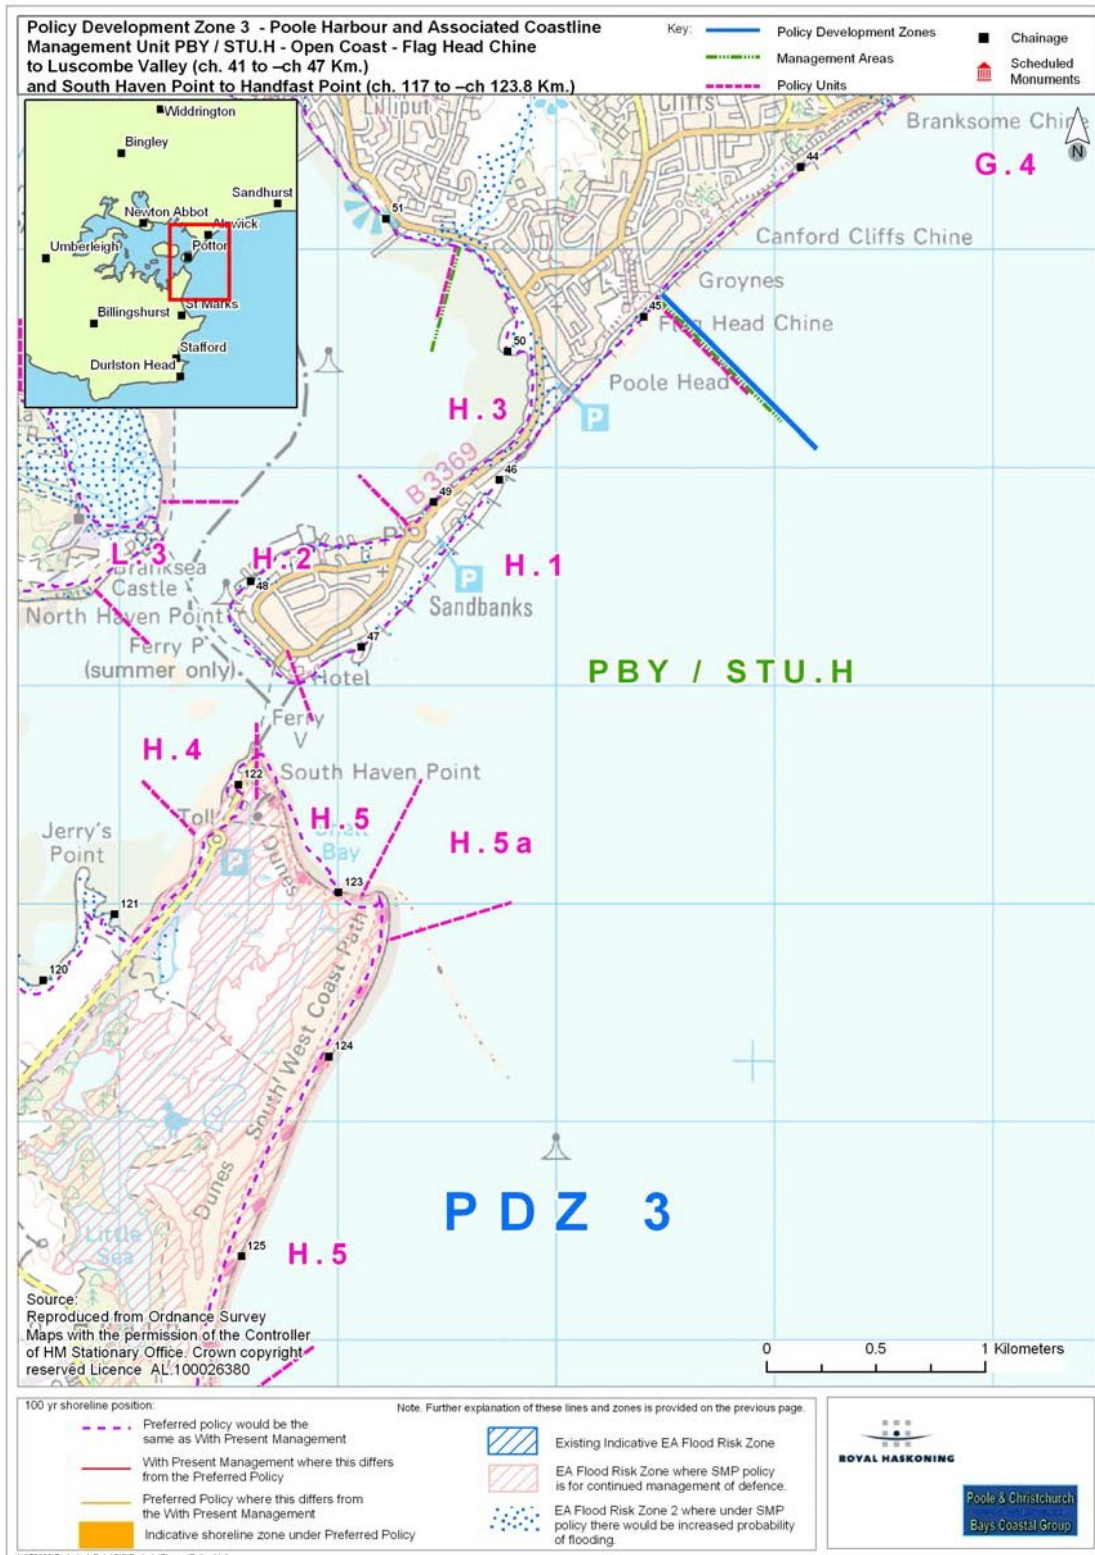 Policy Development Zone 3 - Poole Harbour and Associated Coastline
Management Unit PBY / STU.H - Open Coast - Flag Head Chine
to Luscombe Valley (ch. 41 to –ch 47 Km.)
and South Haven Point to Handfast Point (ch. 117 to –ch 123.8 Km.)
Key:
Policy Development Zones
Management Areas
Policy Units
Chainage
Scheduled
Monuments
Widdrington
Bingley
Sandhurst
Newton Abbot
Alnwick
Umberleigh
Potton
St Marks
Billingshurst
Stafford
Durlston Head
Lilliput
Cliffs
Branksome Chine
N
G.4
44
51
Canford Cliffs Chine
Groynes
45
Flag Head Chine
50
Poole Head
P
H.3
B 3369
46
49
P
L.3
H.2
H.1
Branksea
Castle
48
P
Sandbanks
North Haven Point
47
Ferry P
(summer only)
Hotel
PBY / STU.H
Ferry
V
H.4
South Haven Point
122
Toll
H.5
Shell
Bay
H.5a
Jerry's
Point
P
Dunes
123
121
120
South West Coast Path
124
Dunes
PDZ 3
Little
Sea
125
H.5
Source:
Reproduced from Ordnance Survey
Maps with the permission of the Controller
of HM Stationary Office. Crown copyright
reserved Licence AL.100026380
0 0.5 1 Kilometers
100 yr shoreline position:
Note. Further explanation of these lines and zones is provided on the previous page.
Preferred policy would be the
same as With Present Management
With Present Management where this differs
from the Preferred Policy
Preferred Policy where this differs from
the With Present Management
Indicative shoreline zone under Preferred Policy
Existing Indicative EA Flood Risk Zone
EA Flood Risk Zone where SMP policy
is for continued management of defence.
EA Flood Risk Zone 2 where under SMP
policy there would be increased probability
of flooding.
ROYAL HASKONING
Poole & Christchurch
Bays Coastal Group